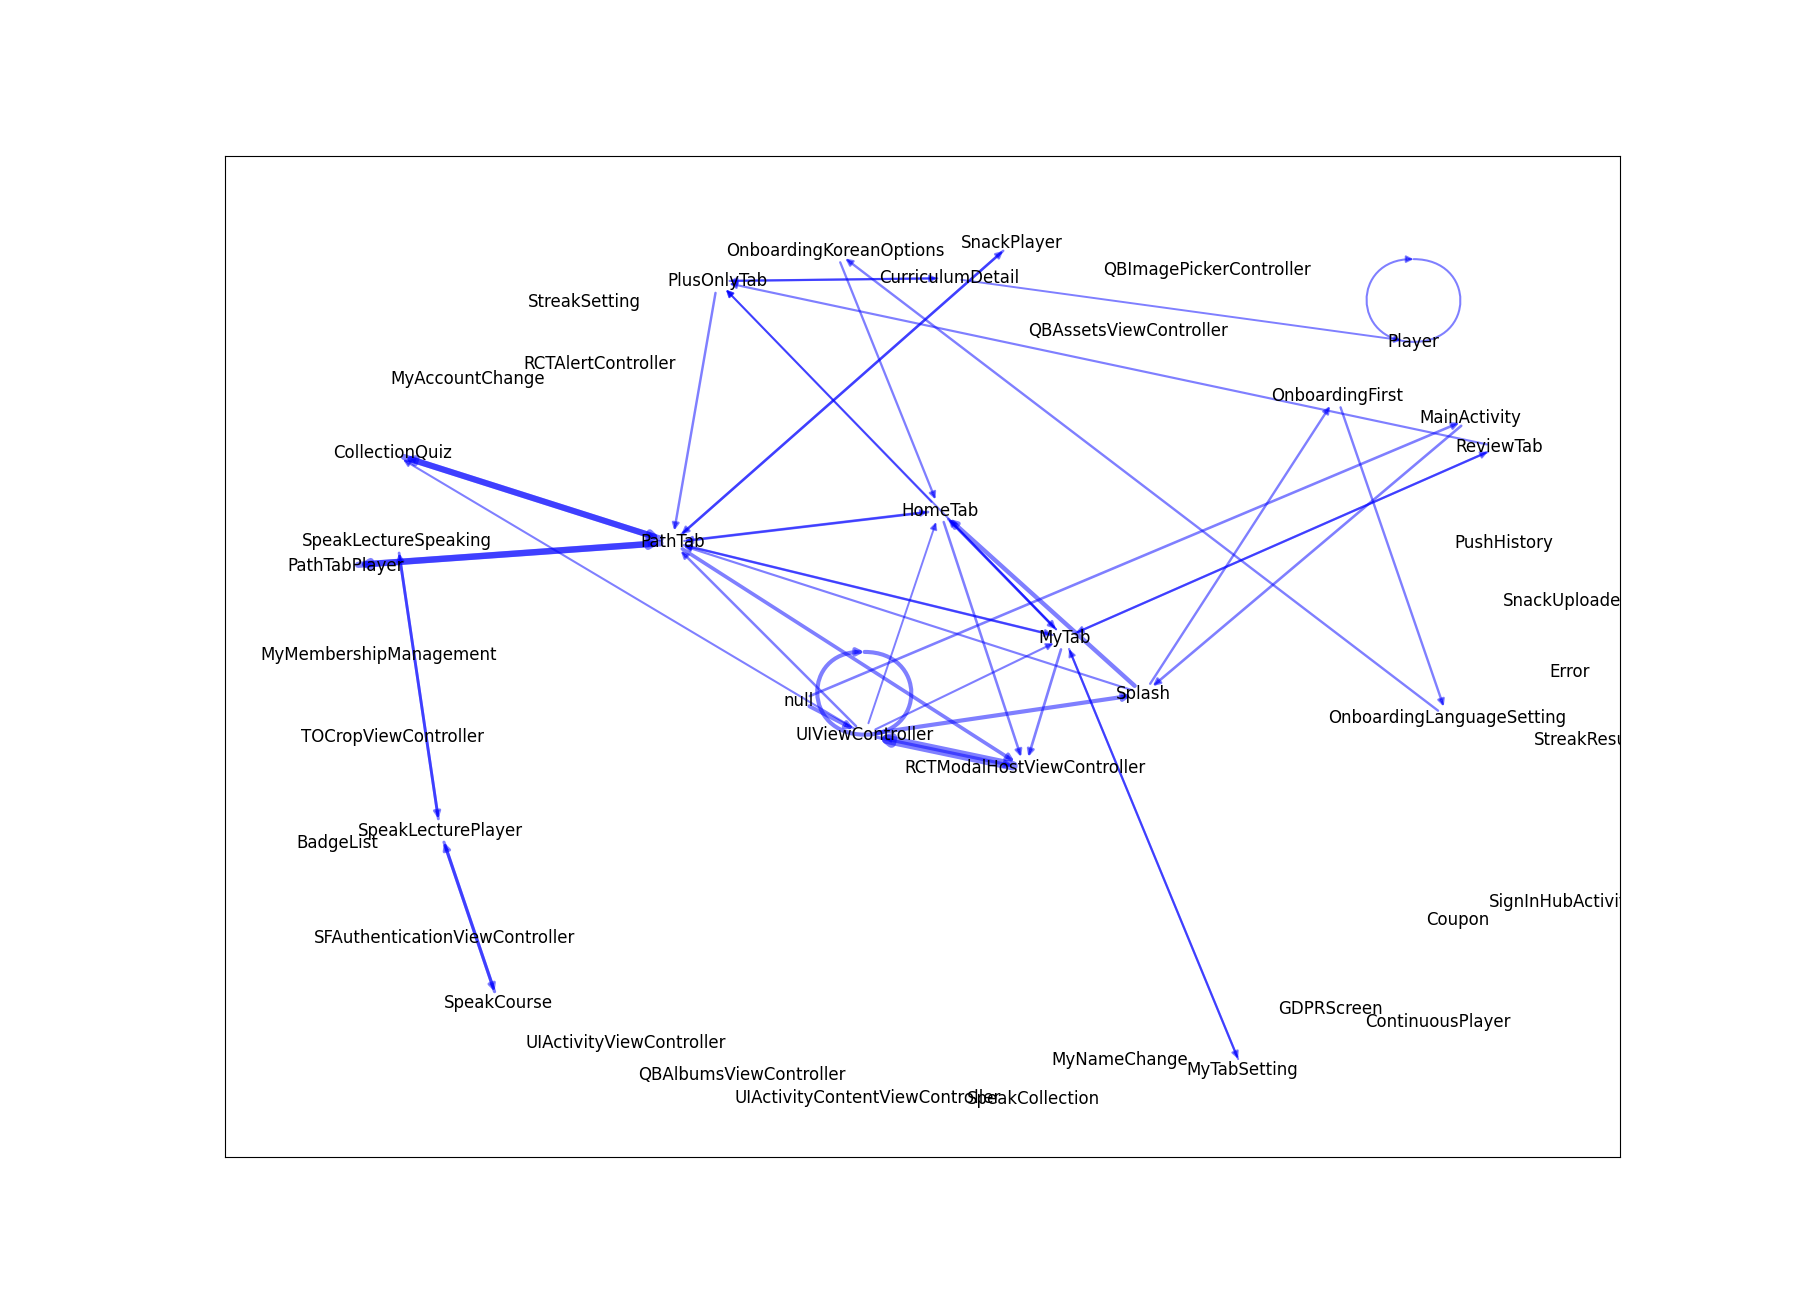 SnackPlayer
OnboardingKoreanOptions
QBImagePickerController
CurriculumDetail
PlusOnlyTab
StreakSetting
QBAssetsViewController
Player
RCTAlertController
MyAccountChange
OnboardingFirst
MainActivity
ReviewTab
CollectionQuiz
HomeTab
SpeakLectureSpeaking
PathTab
PushHistory
PathTabPlayer
SnackUploade
MyTab
MyMembershipManagement
Error
Splash
null
OnboardingLanguageSetting
UIViewController
TOCropViewController
StreakResu
RCTModalHostViewController
SpeakLecturePlayer
BadgeList
SignInHubActivit
Coupon
SFAuthenticationViewController
SpeakCourse
GDPRScreen
ContinuousPlayer
UIActivityViewController
MyNameChange
MyTabSetting
QBAlbumsViewController
UIActivityContentViewController
SpeakCollection